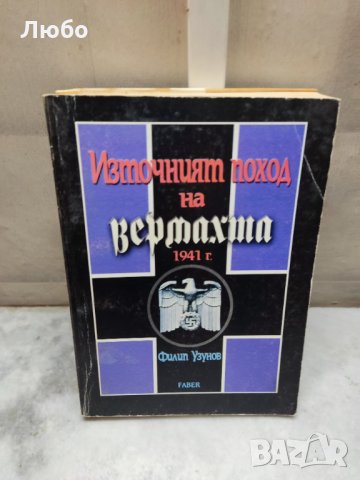 Любо
Източният поход
на
вермахта
1941 г.
Филип Узунов
FABER
BAZAR